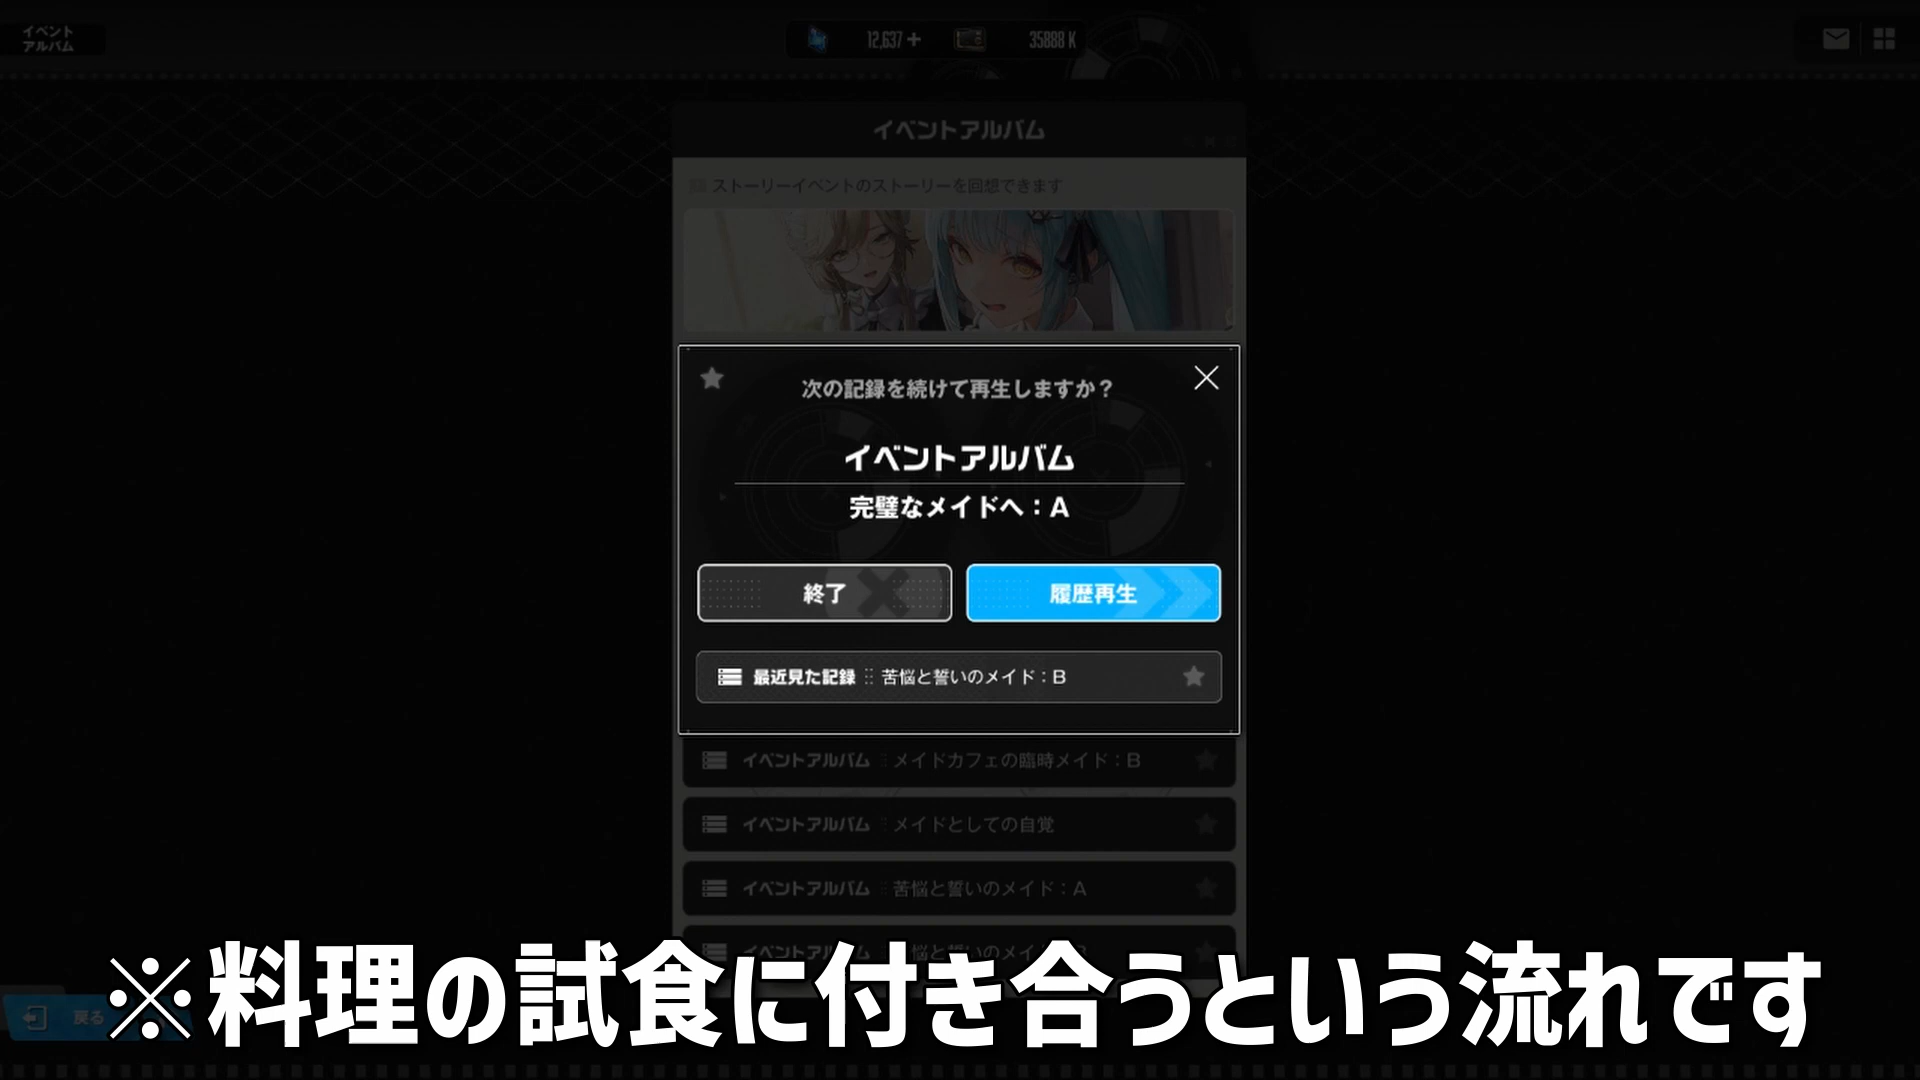 イベント
アルバム
12,637 +
35888 K
イベントアルバム
ストーリーイベントのストーリーを回想できます
次の記録を続けて再生しますか？
イベントアルバム
完璧なメイドへ：A
終了
履歴再生
最近見た記録 :: 苦悩と誓いのメイド：B
イベントアルバム :: メイドカフェの臨時メイド：B
イベントアルバム :: メイドとしての自覚
イベントアルバム :: 苦悩と誓いのメイド：A
戻る
※料理の試食に付き合うという流れです